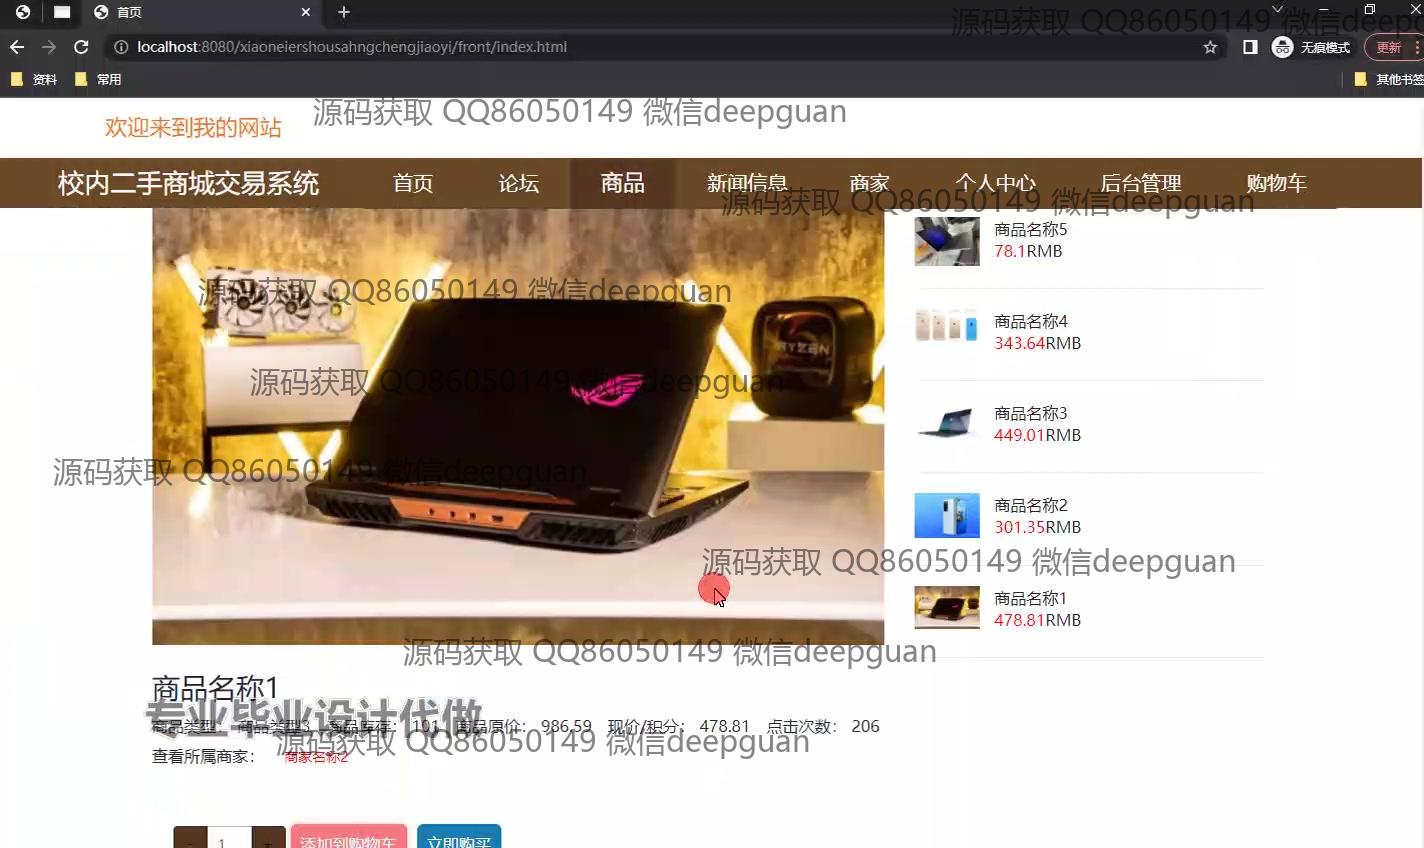 首页
localhost:8080/xiaoneiershousahngchengjiaoyi/front/index.html
无痕模式
更新
资料
常用
其他书签
源码获取 QQ86050149 微信deepguan
欢迎来到我的网站
源码获取 QQ86050149 微信deepguan
校内二手商城交易系统
首页
论坛
商品
新闻信息
商家
个人中心
后台管理
购物车
源码获取 QQ86050149 微信deepguan
商品名称5
78.1RMB
源码获取 QQ86050149 微信deepguan
商品名称4
343.64RMB
RYZEN
源码获取 QQ86050149 微信deepguan
商品名称3
449.01RMB
源码获取 QQ86050149 微信deepguan
商品名称2
301.35RMB
源码获取 QQ86050149 微信deepguan
商品名称1
478.81RMB
源码获取 QQ86050149 微信deepguan
商品名称1
专业毕业设计代做
商品类型： 商品类型3 商品库存： 101 商品原价： 986.59 现价/积分： 478.81 点击次数： 206
源码获取 QQ86050149 微信deepguan
查看所属商家： 商家名称2
- 1 +
添加到购物车
立即购买